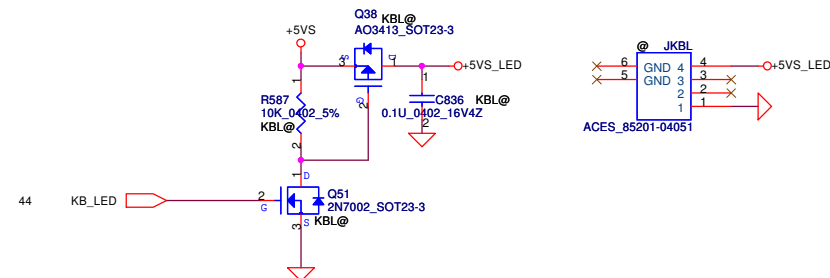 Q38 KBL@
AO3413_SOT23-3
+5VS
S
D
3
1
G
2
+5VS_LED
1
R587
10K_0402_5%
KBL@
2
1
C836 KBL@
0.1U_0402_16V4Z
2
1
D
Q51
2N7002_SOT23-3
KBL@
2
G
S
3
44 KB_LED
@ JKBL
6 GND 4 4 +5VS_LED
5 GND 3 3
2 2
1 1
ACES_85201-04051